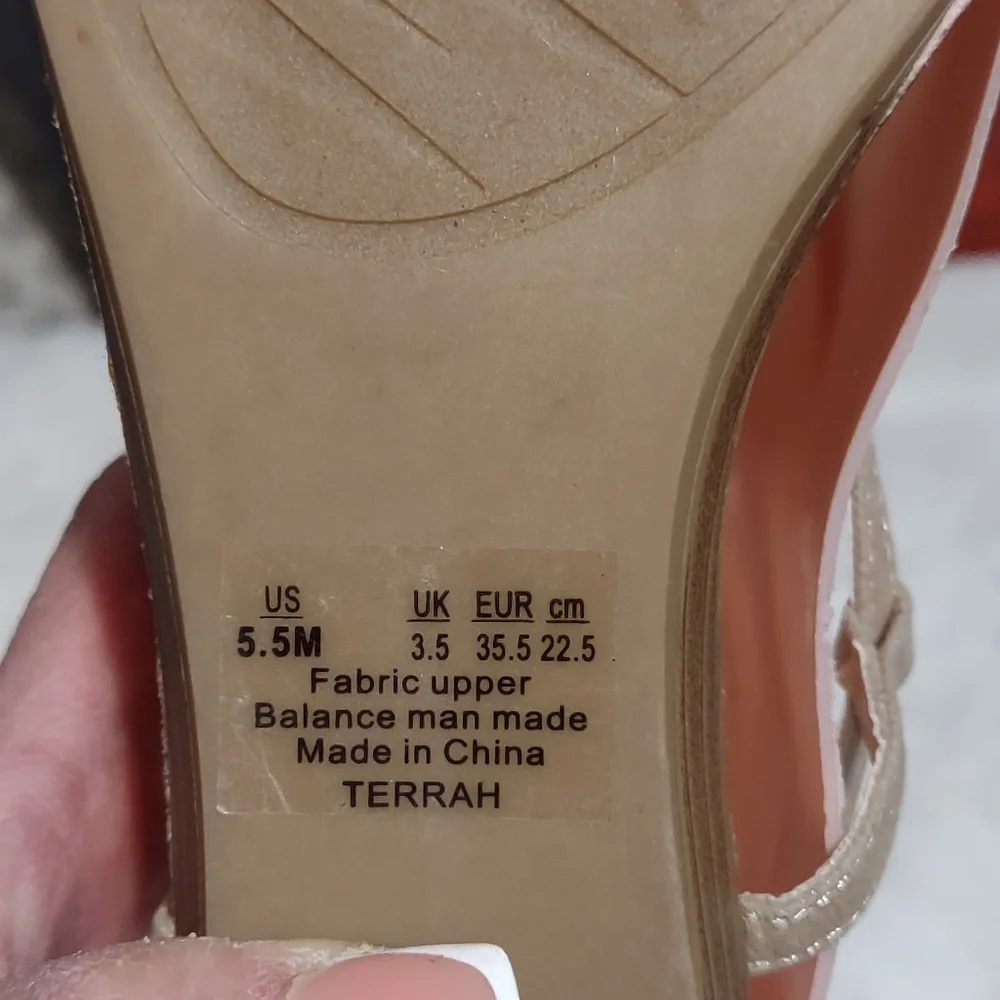 US UK EUR cm
5.5M 3.5 35.5 22.5
Fabric upper
Balance man made
Made in China
TERRAH